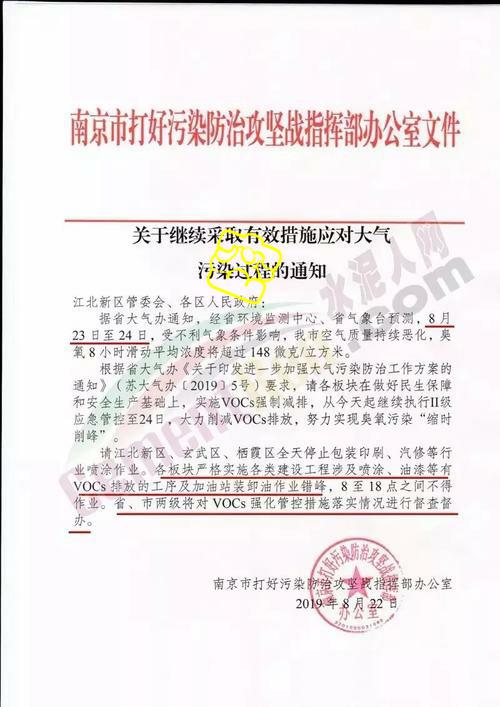 南京市打好污染防治攻坚战指挥部办公室文件
关于继续采取有效措施应对大气
污染过程的通知
江北新区管委会、各区人民政府：
据省大气办通知，经省环境监测中心、省气象台预测，8月
23日至24日，受不利气象条件影响，我市空气质量持续恶化，臭
氧8小时滑动平均浓度将超过148微克/立方米。
根据省大气办《关于印发进一步加强大气污染防治工作方案的
通知》（苏大气办〔2019〕5号）要求，请各板块在做好民生保障
和安全生产基础上，实施VOCs强制减排，从今天起继续执行II级
应急管控至24日，大力削减VOCs排放，努力实现臭氧污染“缩时
削峰”。
请江北新区、玄武区、栖霞区全天停止包装印刷、汽修等行
业喷涂作业。各板块严格实施各类建设工程涉及喷涂、油漆等有
VOCs排放的工序及加油站装卸油作业错峰，8至18点之间不得
作业。省、市两级将对VOCs强化管控措施落实情况进行督查督
办。
南京市打好污染防治攻坚战指挥部办公室
2019年8月22日
南京市打好污染防治攻坚战指挥部
办公室
水泥人网